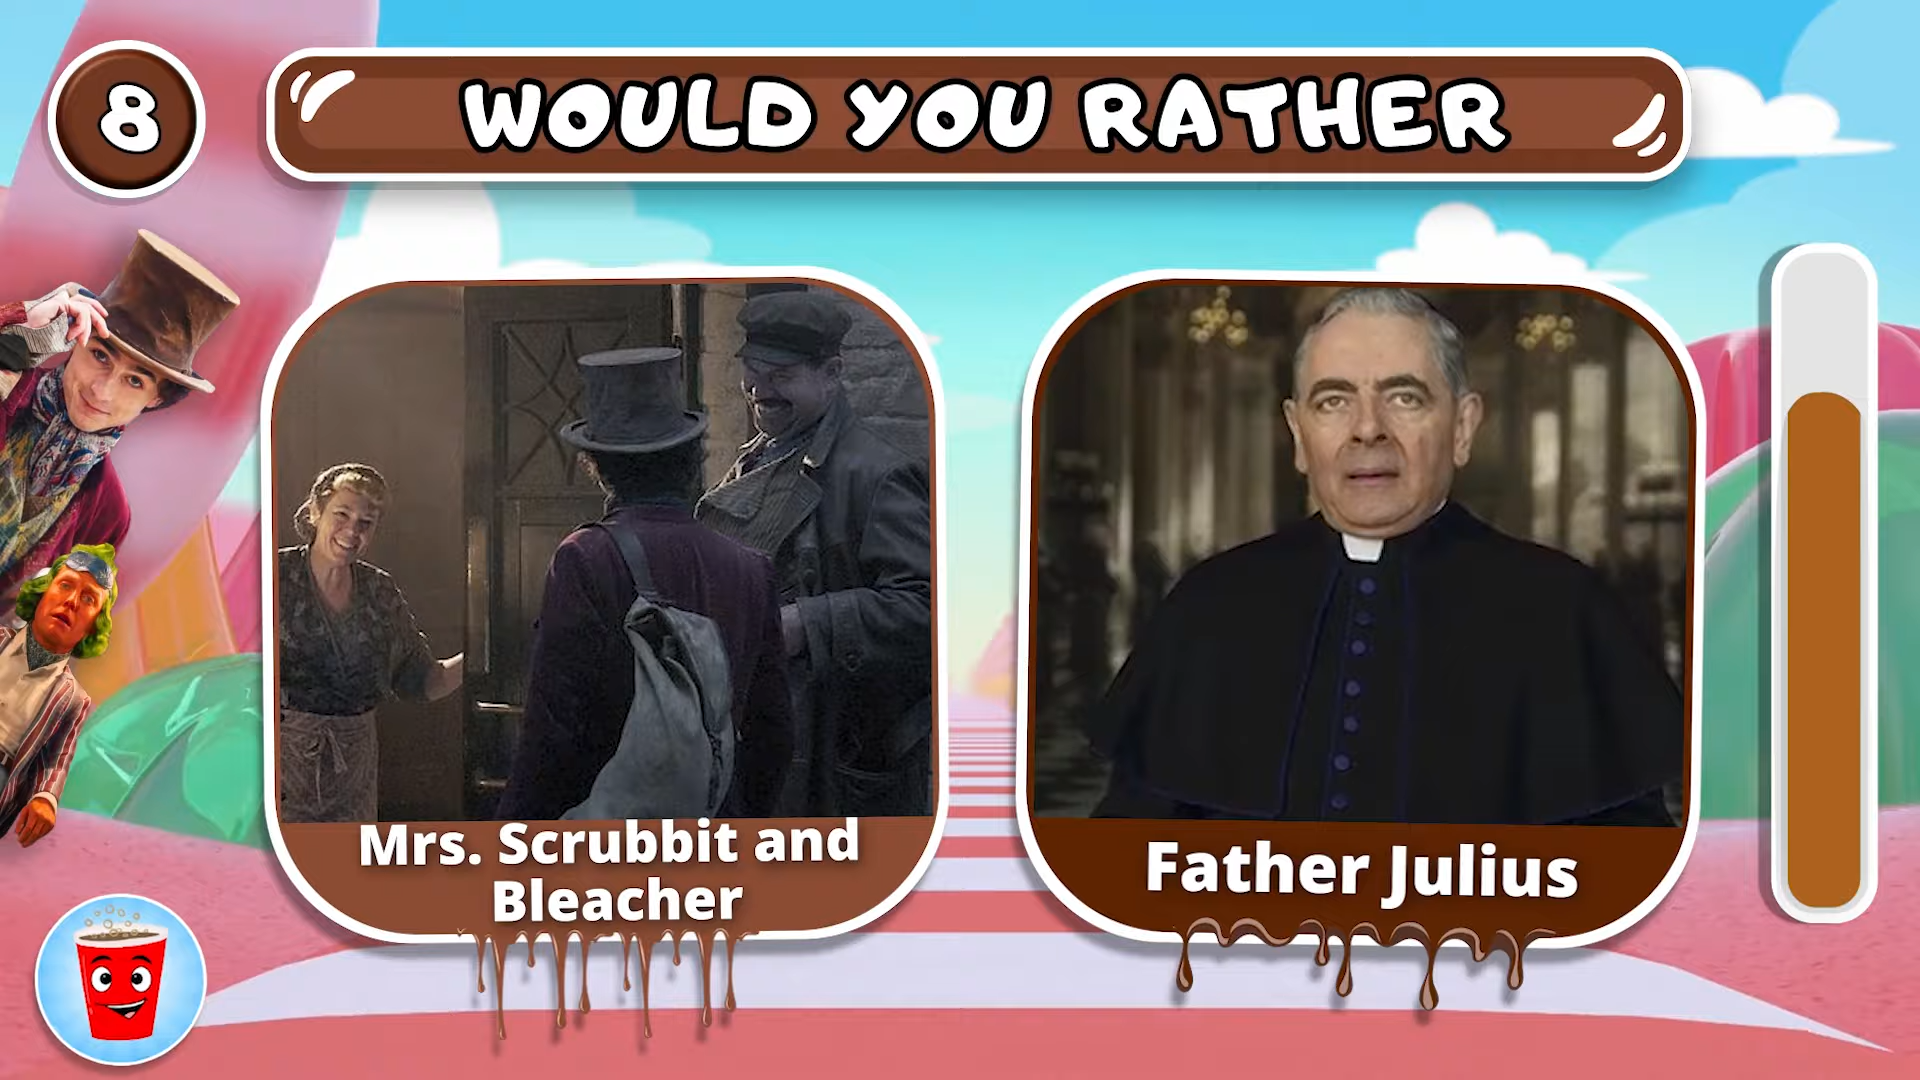 8
WOULD YOU RATHER
Mrs. Scrubbit and
Bleacher
Father Julius